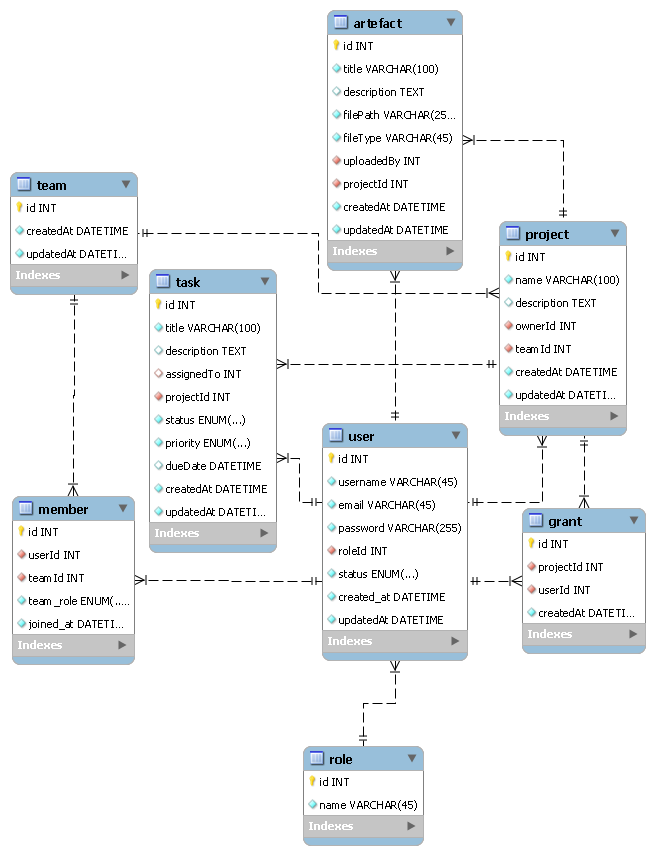 artefact
id INT
title VARCHAR(100)
description TEXT
filePath VARCHAR(25...
fileType VARCHAR(45)
uploadedBy INT
projectId INT
createdAt DATETIME
updatedAt DATETIME
Indexes
team
id INT
createdAt DATETIME
updatedAt DATETI...
Indexes
project
id INT
name VARCHAR(100)
description TEXT
ownerId INT
teamId INT
createdAt DATETIME
updatedAt DATETI...
Indexes
task
id INT
title VARCHAR(100)
description TEXT
assignedTo INT
projectId INT
status ENUM(...)
priority ENUM(...)
dueDate DATETIME
createdAt DATETIME
updatedAt DATETI...
Indexes
user
id INT
username VARCHAR(45)
email VARCHAR(45)
password VARCHAR(255)
roleId INT
status ENUM(...)
created_at DATETIME
updatedAt DATETIME
Indexes
member
id INT
userId INT
teamId INT
team_role ENUM(.....
joined_at DATETI...
Indexes
grant
id INT
projectId INT
userId INT
createdAt DATETI...
Indexes
role
id INT
name VARCHAR(45)
Indexes